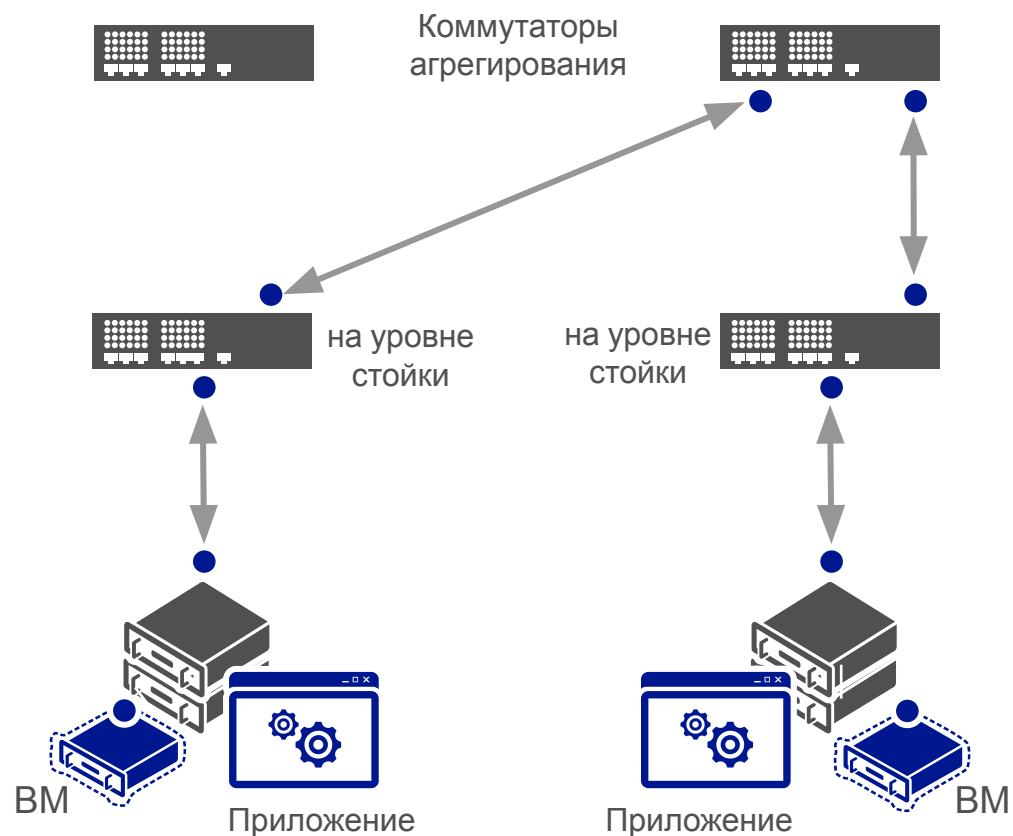 Коммутаторы
агрегирования
на уровне
стойки
на уровне
стойки
ВМ
Приложение
Приложение
ВМ